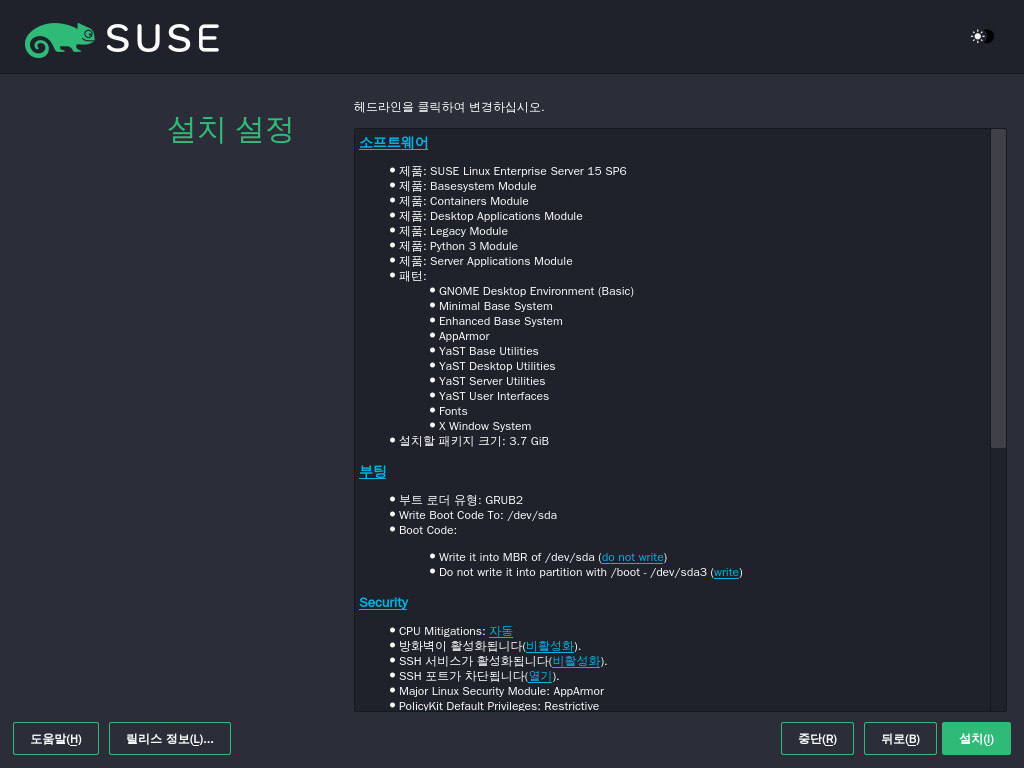 SUSE
설치 설정
헤드라인을 클릭하여 변경하십시오.
소프트웨어
제품: SUSE Linux Enterprise Server 15 SP6
제품: Basesystem Module
제품: Containers Module
제품: Desktop Applications Module
제품: Legacy Module
제품: Python 3 Module
제품: Server Applications Module
패턴:
GNOME Desktop Environment (Basic)
Minimal Base System
Enhanced Base System
AppArmor
YaST Base Utilities
YaST Desktop Utilities
YaST Server Utilities
YaST User Interfaces
Fonts
X Window System
설치할 패키지 크기: 3.7 GiB
부팅
부트 로더 유형: GRUB2
Write Boot Code To: /dev/sda
Boot Code:
Write it into MBR of /dev/sda (do not write)
Do not write it into partition with /boot - /dev/sda3 (write)
Security
CPU Mitigations: 자동
방화벽이 활성화됩니다(비활성화).
SSH 서비스가 활성화됩니다(비활성화).
SSH 포트가 차단됩니다(열기).
Major Linux Security Module: AppArmor
PolicyKit Default Privileges: Restrictive
도움말(H) 릴리스 정보(L)... 중단(R) 뒤로(B) 설치(I)